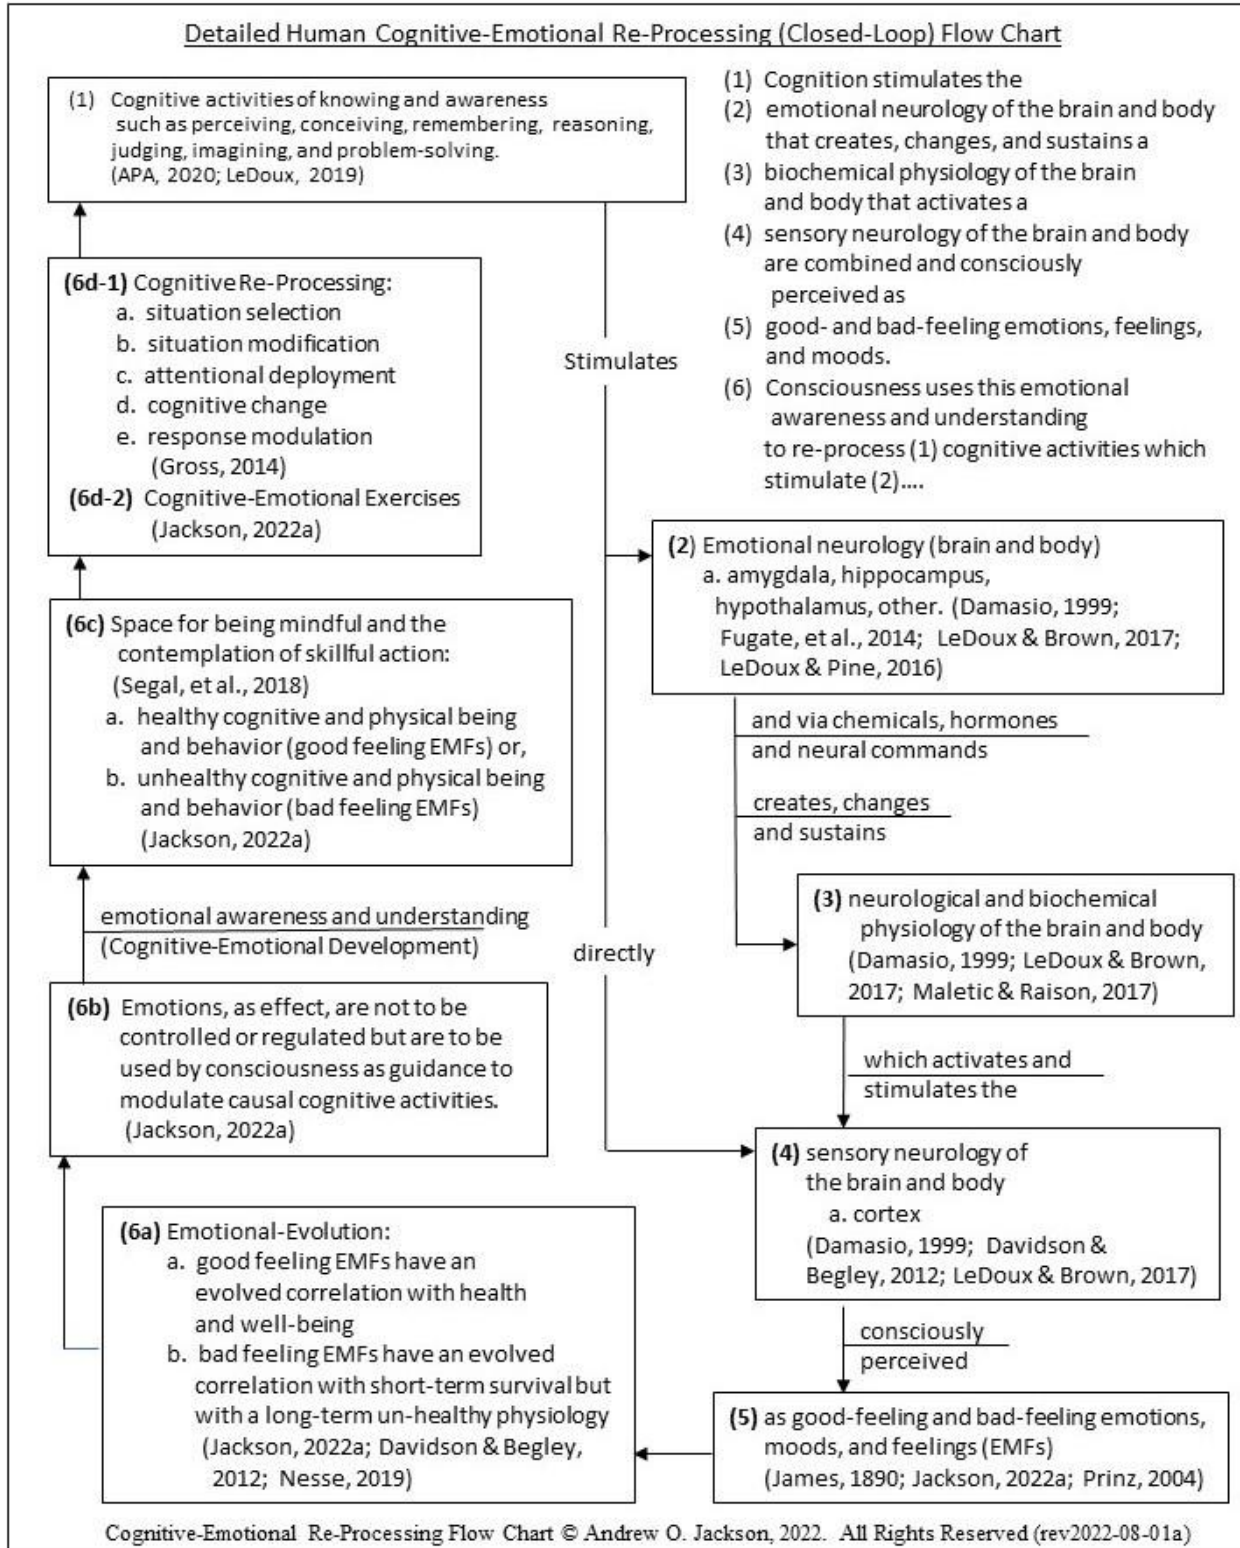 Detailed Human Cognitive-Emotional Re-Processing (Closed-Loop) Flow Chart
(1) Cognitive activities of knowing and awareness
such as perceiving, conceiving, remembering, reasoning,
judging, imagining, and problem-solving.
(APA, 2020; LeDoux, 2019)
(1) Cognition stimulates the
(2) emotional neurology of the brain and body
that creates, changes, and sustains a
(3) biochemical physiology of the brain
and body that activates a
(4) sensory neurology of the brain and body
are combined and consciously
perceived as
(5) good- and bad-feeling emotions, feelings,
and moods.
(6) Consciousness uses this emotional
awareness and understanding
to re-process (1) cognitive activities which
stimulate (2)....
Stimulates
directly
(2) Emotional neurology (brain and body)
a. amygdala, hippocampus,
hypothalamus, other. (Damasio, 1999;
Fugate, et al., 2014; LeDoux & Brown, 2017;
LeDoux & Pine, 2016)
and via chemicals, hormones
and neural commands
creates, changes
and sustains
(3) neurological and biochemical
physiology of the brain and body
(Damasio, 1999; LeDoux & Brown,
2017; Maletic & Raison, 2017)
which activates and
stimulates the
(4) sensory neurology of
the brain and body
a. cortex
(Damasio, 1999; Davidson &
Begley, 2012; LeDoux & Brown, 2017)
consciously
perceived
(5) as good-feeling and bad-feeling emotions,
moods, and feelings (EMFs)
(James, 1890; Jackson, 2022a; Prinz, 2004)
(6a) Emotional-Evolution:
a. good feeling EMFs have an
evolved correlation with health
and well-being
b. bad feeling EMFs have an evolved
correlation with short-term survival but
with a long-term un-healthy physiology
(Jackson, 2022a; Davidson & Begley,
2012; Nesse, 2019)
(6b) Emotions, as effect, are not to be
controlled or regulated but are to be
used by consciousness as guidance to
modulate causal cognitive activities.
(Jackson, 2022a)
emotional awareness and understanding
(Cognitive-Emotional Development)
(6c) Space for being mindful and the
contemplation of skillful action:
(Segal, et al., 2018)
a. healthy cognitive and physical being
and behavior (good feeling EMFs) or,
b. unhealthy cognitive and physical being
and behavior (bad feeling EMFs)
(Jackson, 2022a)
(6d-1) Cognitive Re-Processing:
a. situation selection
b. situation modification
c. attentional deployment
d. cognitive change
e. response modulation
(Gross, 2014)
(6d-2) Cognitive-Emotional Exercises
(Jackson, 2022a)
Cognitive-Emotional Re-Processing Flow Chart © Andrew O. Jackson, 2022. All Rights Reserved (rev2022-08-01a)